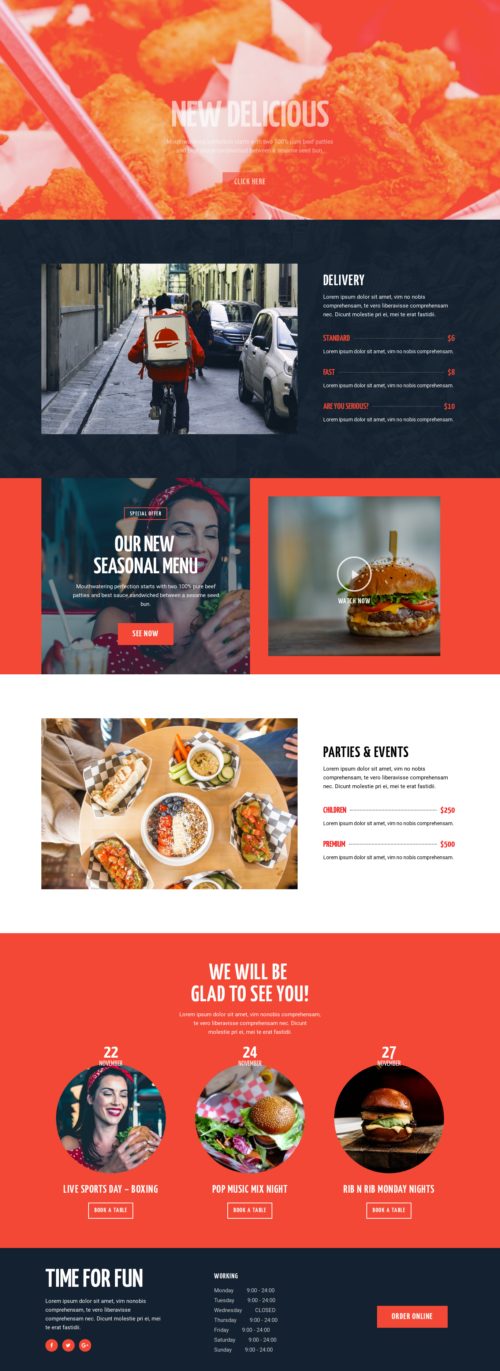 NEW DELICIOUS
Mouthwatering perfection starts with two 100% pure beef patties
and best sauce sandwiched between a sesame seed bun.
CLICK HERE
DELIVERY
Lorem ipsum dolor sit amet, vim no nobis
comprehensam, te vero liberavisse comprehensam
nec. Dicunt molestie pri ei, mei te erat fastidii.
STANDARD $6
Lorem ipsum dolor sit amet, vim no nobis comprehensam.
FAST $8
Lorem ipsum dolor sit amet, vim no nobis comprehensam.
ARE YOU SERIOUS? $10
Lorem ipsum dolor sit amet, vim no nobis comprehensam.
SPECIAL OFFER
OUR NEW
SEASONAL MENU
Mouthwatering perfection starts with two 100% pure beef
patties and best sauce sandwiched between a sesame seed
bun.
SEE NOW
WATCH NOW
PARTIES & EVENTS
Lorem ipsum dolor sit amet, vim no nobis
comprehensam, te vero liberavisse comprehensam
nec. Dicunt molestie pri ei, mei te erat fastidii.
CHILDREN $250
Lorem ipsum dolor sit amet, vim no nobis comprehensam.
PREMIUM $500
Lorem ipsum dolor sit amet, vim no nobis comprehensam.
WE WILL BE
GLAD TO SEE YOU!
Lorem ipsum dolor sit amet, vim nonobis comprehensam,
te vero liberavisse comprehensam nec. Dicunt
molestie pri ei, mei te erat fastidii.
22
NOVEMBER
LIVE SPORTS DAY – BOXING
BOOK A TABLE
24
NOVEMBER
POP MUSIC MIX NIGHT
BOOK A TABLE
27
NOVEMBER
RIB N RIB MONDAY NIGHTS
BOOK A TABLE
TIME FOR FUN
Lorem ipsum dolor sit amet, vim no nobis
comprehensam, te vero liberavisse
comprehensam nec. Dicunt molestie pri ei, mei
te erat fastidii.
G+
WORKING
Monday 9:00 - 24:00
Tuesday 9:00 - 24:00
Wednesday CLOSED
Thursday 9:00 - 24:00
Friday 9:00 - 24:00
Saturday 9:00 - 24:00
Sunday 9:00 - 24:00
ORDER ONLINE